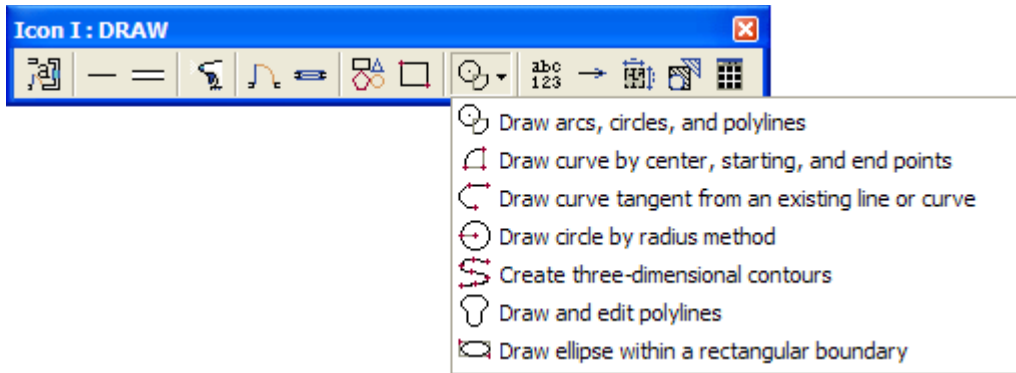 Icon I : DRAW
abc
123
Draw arcs, circles, and polylines
Draw curve by center, starting, and end points
Draw curve tangent from an existing line or curve
Draw circle by radius method
Create three-dimensional contours
Draw and edit polylines
Draw ellipse within a rectangular boundary